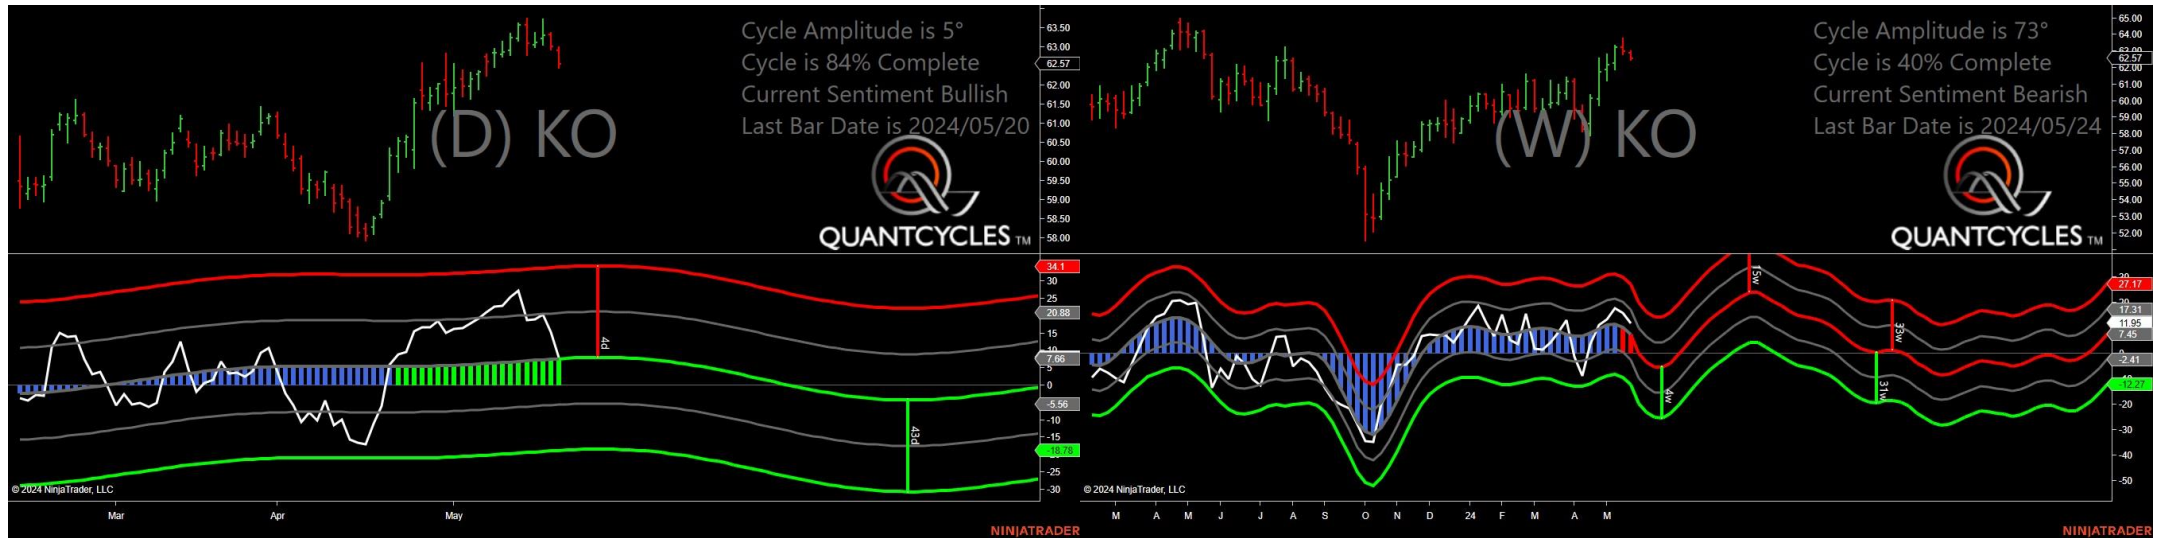 Cycle Amplitude is 5°
Cycle is 84% Complete
Current Sentiment Bullish
Last Bar Date is 2024/05/20
(D) KO
QUANTCYCLES TM
63.50
63.00
62.57
62.00
61.50
61.00
60.50
60.00
59.50
59.00
58.50
58.00
34.1
30
25
20.88
15
7.66
5
0
-5.56
-10
-15
-18.78
-25
-30
4d
43d
© 2024 NinjaTrader, LLC
Mar
Apr
May
NINJATRADER
Cycle Amplitude is 73°
Cycle is 40% Complete
Current Sentiment Bearish
Last Bar Date is 2024/05/24
(W) KO
QUANTCYCLES TM
65.00
64.00
62.57
62.00
61.00
60.00
59.00
58.00
57.00
56.00
55.00
54.00
53.00
52.00
27.17
17.31
11.95
7.45
-2.41
-12.27
-20
-30
-40
-50
15w
33w
4w
31w
© 2024 NinjaTrader, LLC
M A M J J A S O N D 24 F M A M
NINJATRADER